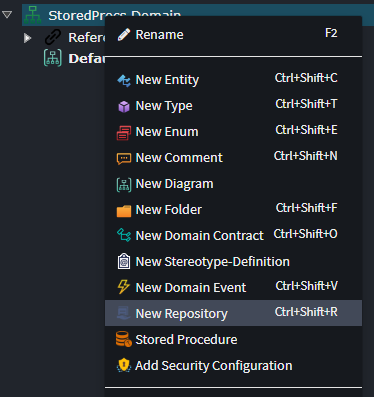 StoredProcs.Domain
Rename F2
Refere
Defau
New Entity Ctrl+Shift+C
New Type Ctrl+Shift+T
New Enum Ctrl+Shift+E
New Comment Ctrl+Shift+N
New Diagram
New Folder Ctrl+Shift+F
New Domain Contract Ctrl+Shift+O
New Stereotype-Definition
New Domain Event Ctrl+Shift+V
New Repository Ctrl+Shift+R
Stored Procedure
Add Security Configuration